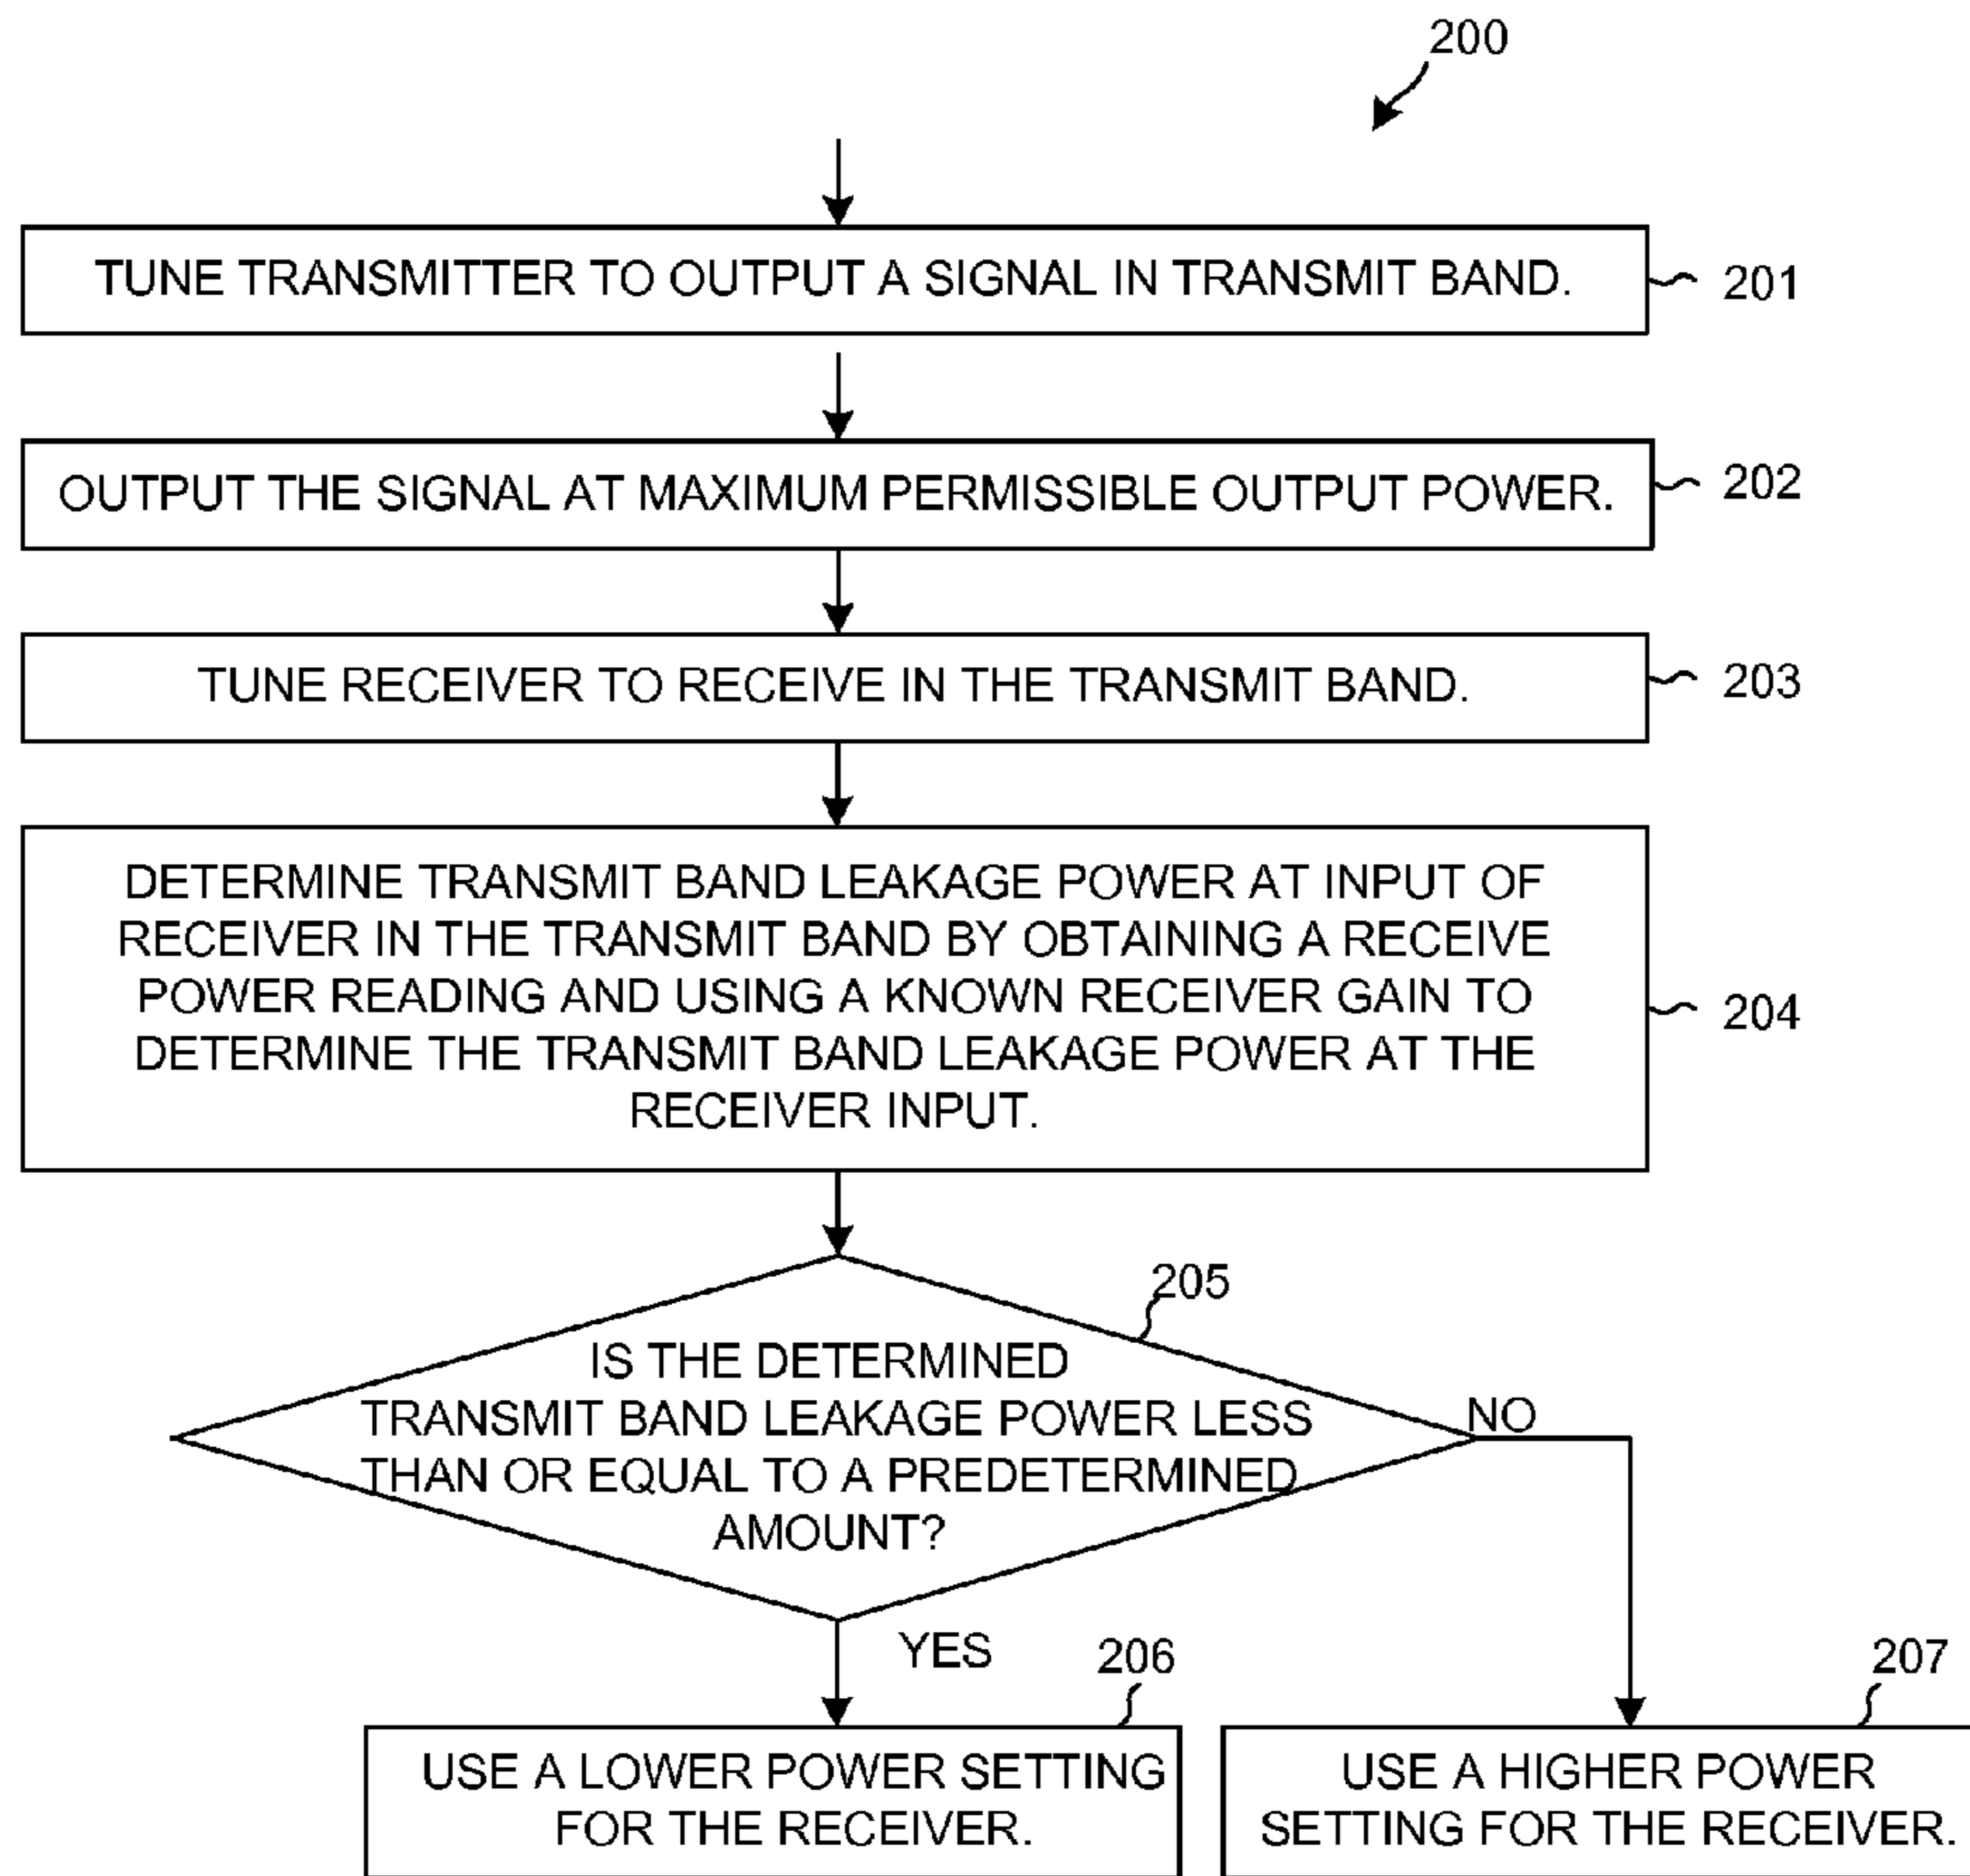 200
TUNE TRANSMITTER TO OUTPUT A SIGNAL IN TRANSMIT BAND.
201
OUTPUT THE SIGNAL AT MAXIMUM PERMISSIBLE OUTPUT POWER.
202
TUNE RECEIVER TO RECEIVE IN THE TRANSMIT BAND.
203
DETERMINE TRANSMIT BAND LEAKAGE POWER AT INPUT OF
RECEIVER IN THE TRANSMIT BAND BY OBTAINING A RECEIVE
POWER READING AND USING A KNOWN RECEIVER GAIN TO
DETERMINE THE TRANSMIT BAND LEAKAGE POWER AT THE
RECEIVER INPUT.
204
205
IS THE DETERMINED
TRANSMIT BAND LEAKAGE POWER LESS
THAN OR EQUAL TO A PREDETERMINED
AMOUNT?
NO
YES
206
207
USE A LOWER POWER SETTING
FOR THE RECEIVER.
USE A HIGHER POWER
SETTING FOR THE RECEIVER.